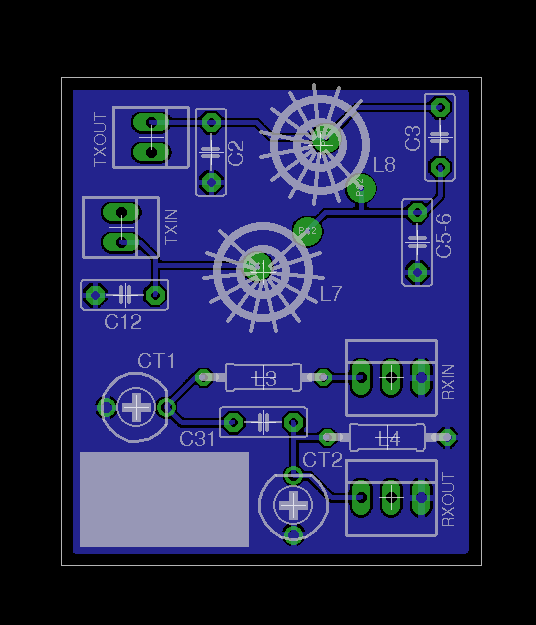 TXOUT
C2
C3
L8
TXIN
C5-6
L7
C12
CT1
L3
RXIN
C31
L4
CT2
RXOUT